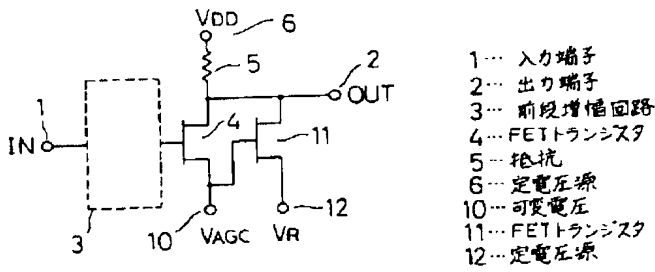 VDD
6
5
2
OUT
1
IN
4
11
3
10
VAGC
VR
12
1… 入力端子
2… 出力端子
3… 前段増幅回路
4… FETトランジスタ
5… 抵抗
6… 定電圧源
10… 可変電圧
11… FETトランジスタ
12… 定電圧源